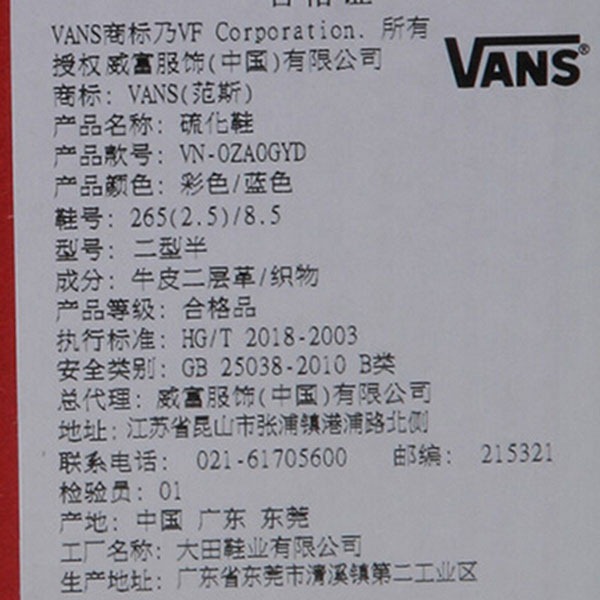 合格证
VANS商标乃VF Corporation. 所有
授权威富服饰(中国)有限公司
VANS®
商标: VANS(范斯)
产品名称: 硫化鞋
产品款号: VN-0ZA0GYD
产品颜色: 彩色/蓝色
鞋号: 265(2.5)/8.5
型号: 二型半
成分: 牛皮二层革/织物
产品等级: 合格品
执行标准: HG/T 2018-2003
安全类别: GB 25038-2010 B类
总代理: 威富服饰(中国)有限公司
地址: 江苏省昆山市张浦镇港浦路北侧
联系电话: 021-61705600 邮编: 215321
检验员: 01
产地: 中国 广东 东莞
工厂名称: 大田鞋业有限公司
生产地址: 广东省东莞市清溪镇第二工业区